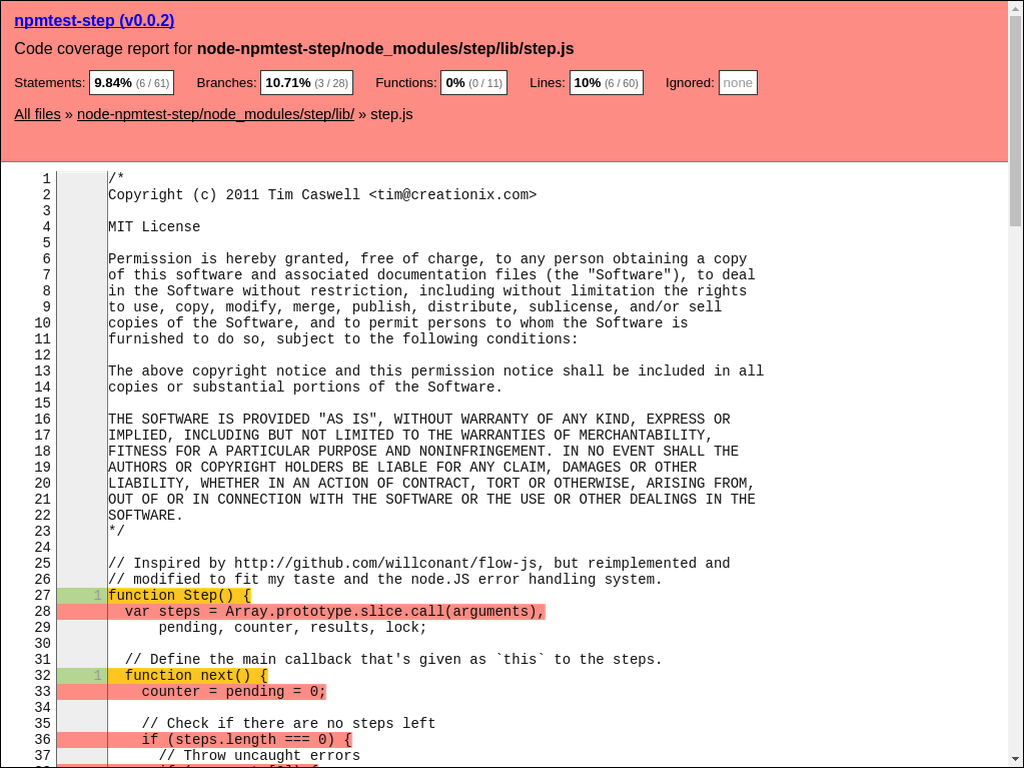 npmtest-step (v0.0.2)
Code coverage report for node-npmtest-step/node_modules/step/lib/step.js
Statements: 9.84% (6 / 61) Branches: 10.71% (3 / 28) Functions: 0% (0 / 11) Lines: 10% (6 / 60) Ignored: none
All files » node-npmtest-step/node_modules/step/lib/ » step.js
1 /*
2 Copyright (c) 2011 Tim Caswell <tim@creationix.com>
3
4 MIT License
5
6 Permission is hereby granted, free of charge, to any person obtaining a copy
7 of this software and associated documentation files (the "Software"), to deal
8 in the Software without restriction, including without limitation the rights
9 to use, copy, modify, merge, publish, distribute, sublicense, and/or sell
10 copies of the Software, and to permit persons to whom the Software is
11 furnished to do so, subject to the following conditions:
12
13 The above copyright notice and this permission notice shall be included in all
14 copies or substantial portions of the Software.
15
16 THE SOFTWARE IS PROVIDED "AS IS", WITHOUT WARRANTY OF ANY KIND, EXPRESS OR
17 IMPLIED, INCLUDING BUT NOT LIMITED TO THE WARRANTIES OF MERCHANTABILITY,
18 FITNESS FOR A PARTICULAR PURPOSE AND NONINFRINGEMENT. IN NO EVENT SHALL THE
19 AUTHORS OR COPYRIGHT HOLDERS BE LIABLE FOR ANY CLAIM, DAMAGES OR OTHER
20 LIABILITY, WHETHER IN AN ACTION OF CONTRACT, TORT OR OTHERWISE, ARISING FROM,
21 OUT OF OR IN CONNECTION WITH THE SOFTWARE OR THE USE OR OTHER DEALINGS IN THE
22 SOFTWARE.
23 */
24
25 // Inspired by http://github.com/willconant/flow-js, but reimplemented and
26 // modified to fit my taste and the node.JS error handling system.
27 1 function Step() {
28 var steps = Array.prototype.slice.call(arguments),
29 pending, counter, results, lock;
30
31 // Define the main callback that's given as `this` to the steps.
32 1 function next() {
33 counter = pending = 0;
34
35 // Check if there are no steps left
36 if (steps.length === 0) {
37 // Throw uncaught errors